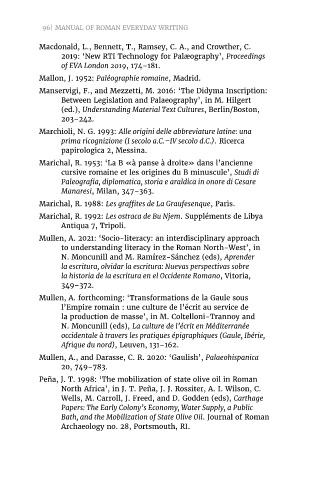 96| MANUAL OF ROMAN EVERYDAY WRITING
Macdonald, L., Bennett, T., Ramsey, C. A., and Crowther, C.
2019: ‘New RTI Technology for Palæography’, Proceedings
of EVA London 2019, 174–181.
Mallon, J. 1952: Paléographie romaine, Madrid.
Manservigi, F., and Mezzetti, M. 2016: ‘The Didyma Inscription:
Between Legislation and Palaeography’, in M. Hilgert
(ed.), Understanding Material Text Cultures, Berlin/Boston,
203–242.
Marchioli, N. G. 1993: Alle origini delle abbreviature latine: una
prima ricognizione (I secolo a.C.–IV secolo d.C.). Ricerca
papirologica 2, Messina.
Marichal, R. 1953: ‘La B «à panse à droite» dans l’ancienne
cursive romaine et les origines du B minuscule’, Studi di
Paleografia, diplomatica, storia e araldica in onore di Cesare
Manaresi, Milan, 347–363.
Marichal, R. 1988: Les graffites de La Graufesenque, Paris.
Marichal, R. 1992: Les ostraca de Bu Njem. Suppléments de Libya
Antiqua 7, Tripoli.
Mullen, A. 2021: ‘Socio-literacy: an interdisciplinary approach
to understanding literacy in the Roman North-West’, in
N. Moncunill and M. Ramírez-Sánchez (eds), Aprender
la escritura, olvidar la escritura: Nuevas perspectivas sobre
la historia de la escritura en el Occidente Romano, Vitoria,
349–372.
Mullen, A. forthcoming: ‘Transformations de la Gaule sous
l’Empire romain : une culture de l’écrit au service de
la production de masse’, in M. Coltelloni-Trannoy and
N. Moncunill (eds), La culture de l’écrit en Méditerranée
occidentale à travers les pratiques épigraphiques (Gaule, Ibérie,
Afrique du nord), Leuven, 131–162.
Mullen, A., and Darasse, C. R. 2020: ‘Gaulish’, Palaeohispanica
20, 749–783.
Peña, J. T. 1998: ‘The mobilization of state olive oil in Roman
North Africa’, in J. T. Peña, J. J. Rossiter, A. I. Wilson, C.
Wells, M. Carroll, J. Freed, and D. Godden (eds), Carthage
Papers: The Early Colony’s Economy, Water Supply, a Public
Bath, and the Mobilization of State Olive Oil. Journal of Roman
Archaeology no. 28, Portsmouth, RI.